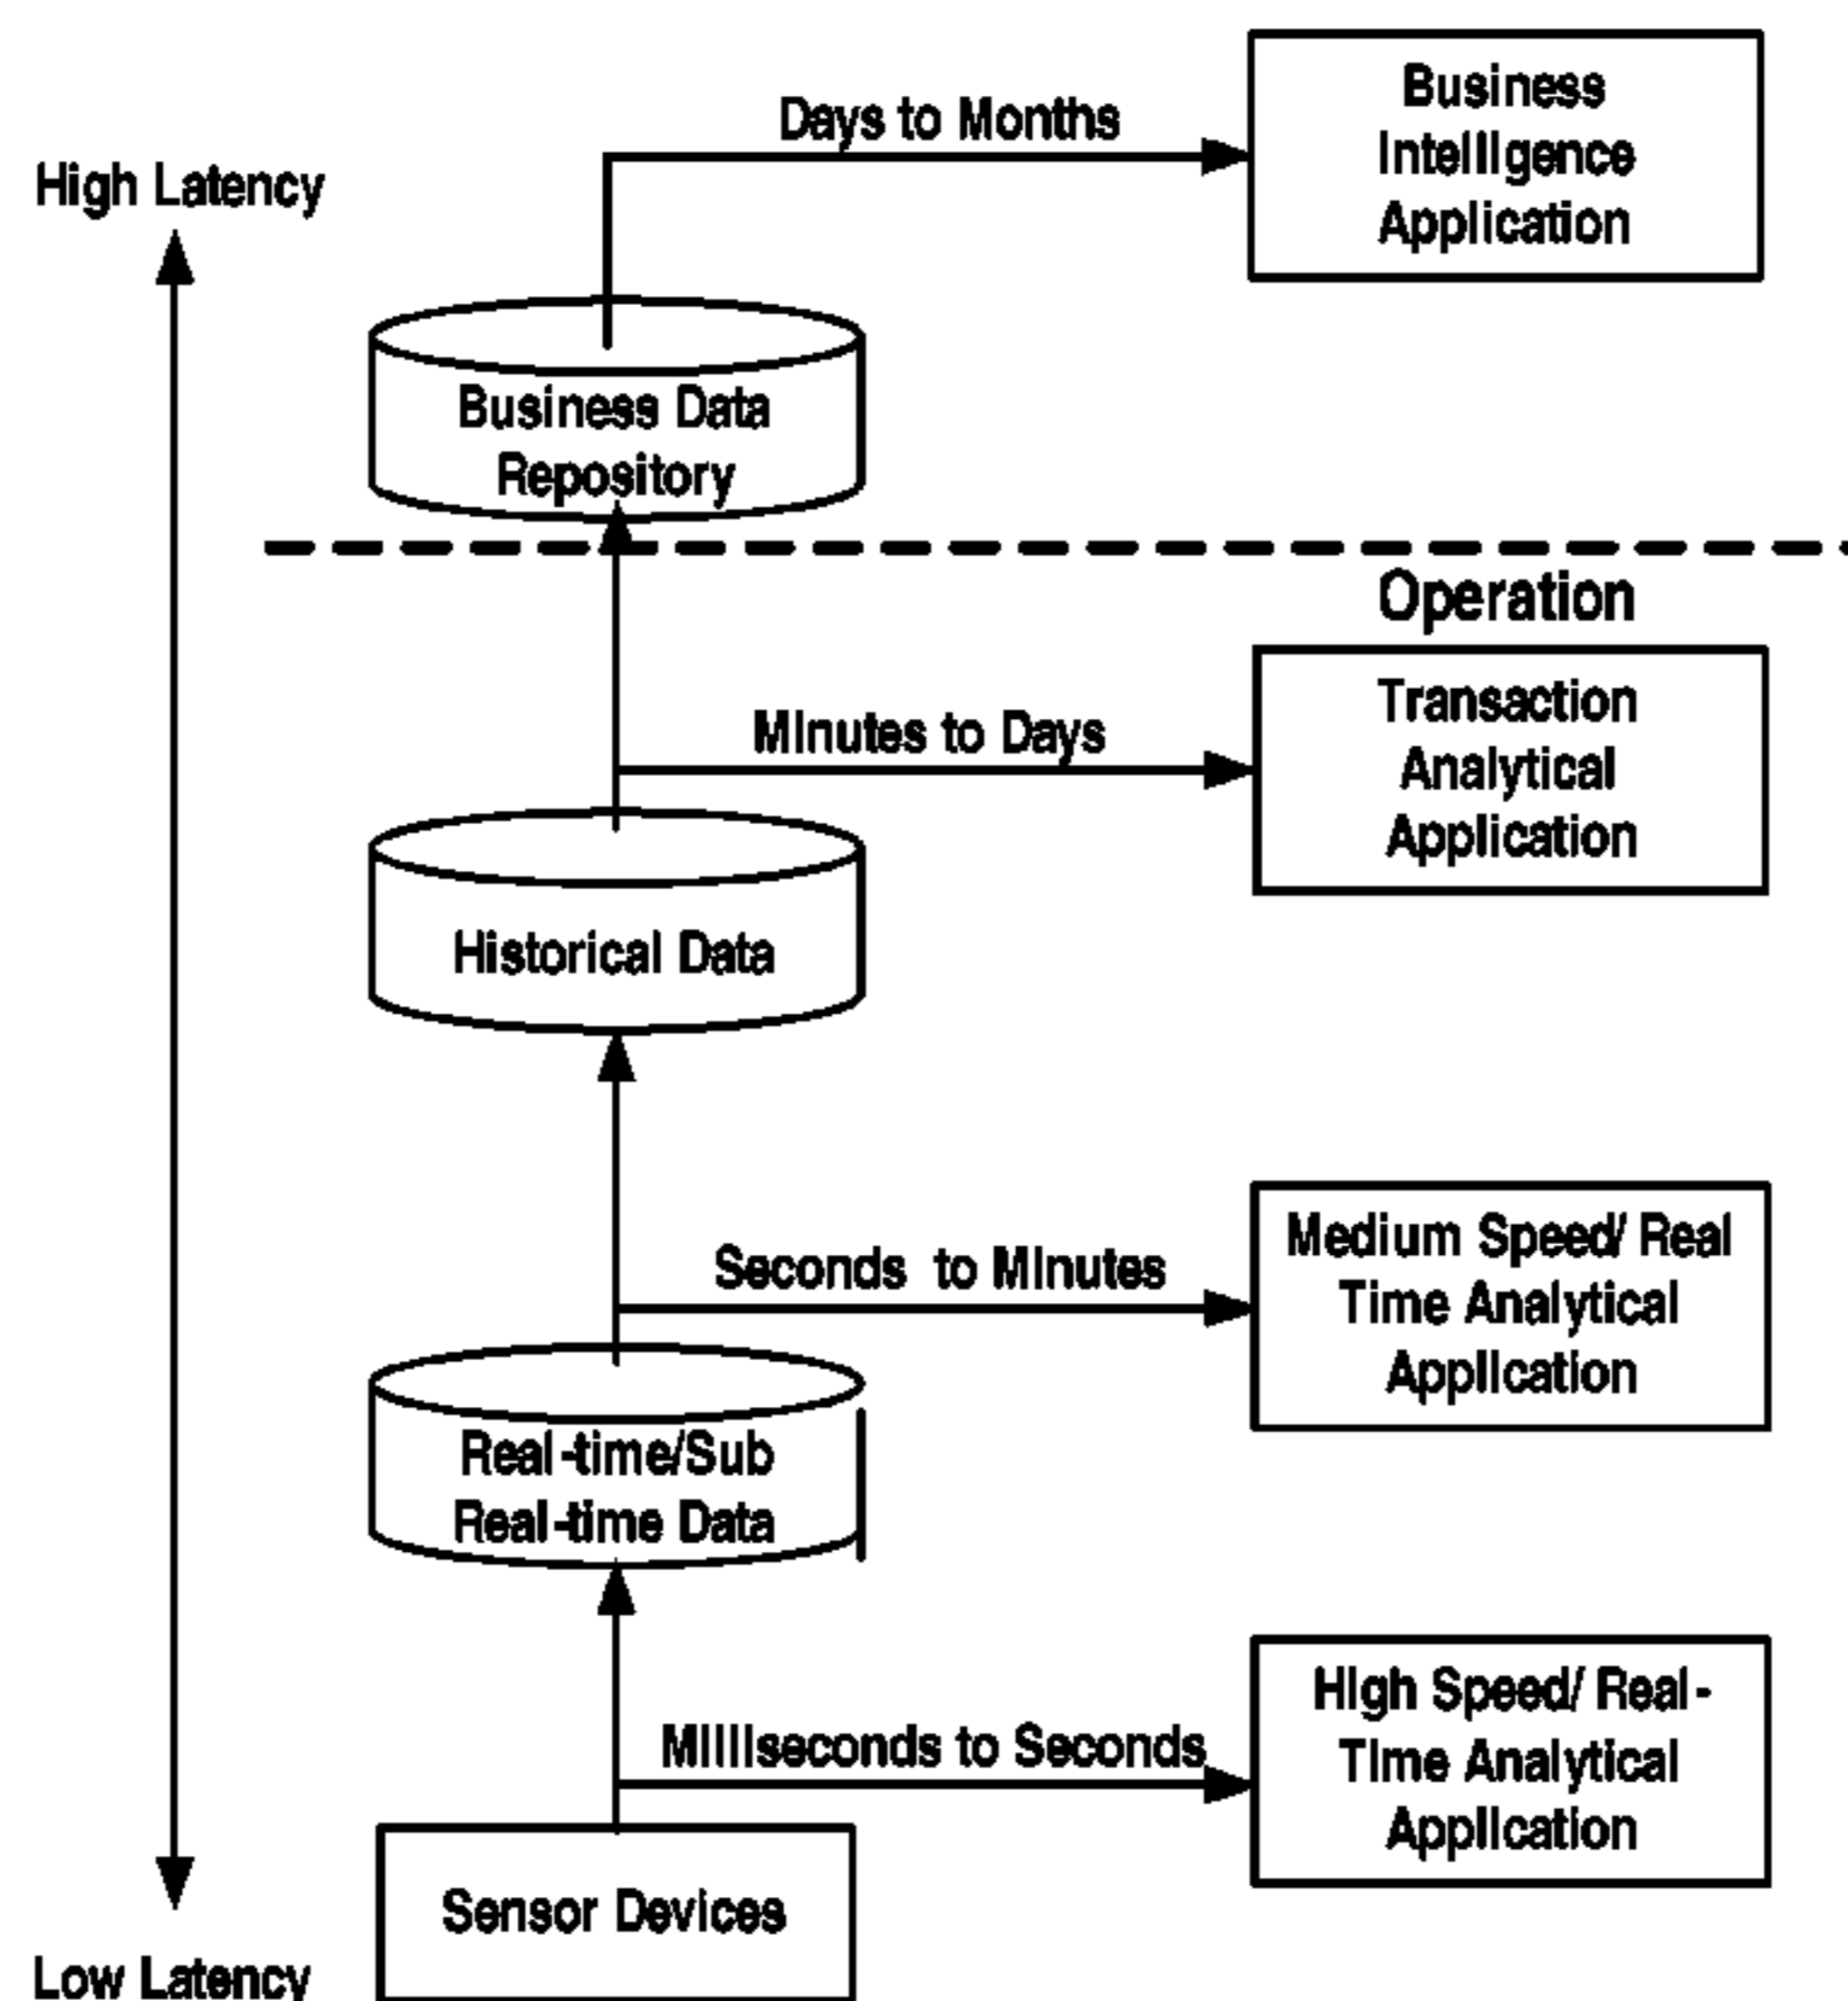 Days to Months
Business
Intelligence
Application
High Latency
Business Data
Repository
Operation
Transaction
Analytical
Application
Minutes to Days
Historical Data
Medium Speed/ Real
Time Analytical
Application
Seconds to Minutes
Real-time/Sub
Real-time Data
High Speed/ Real-
Time Analytical
Application
Milliseconds to Seconds
Sensor Devices
Low Latency